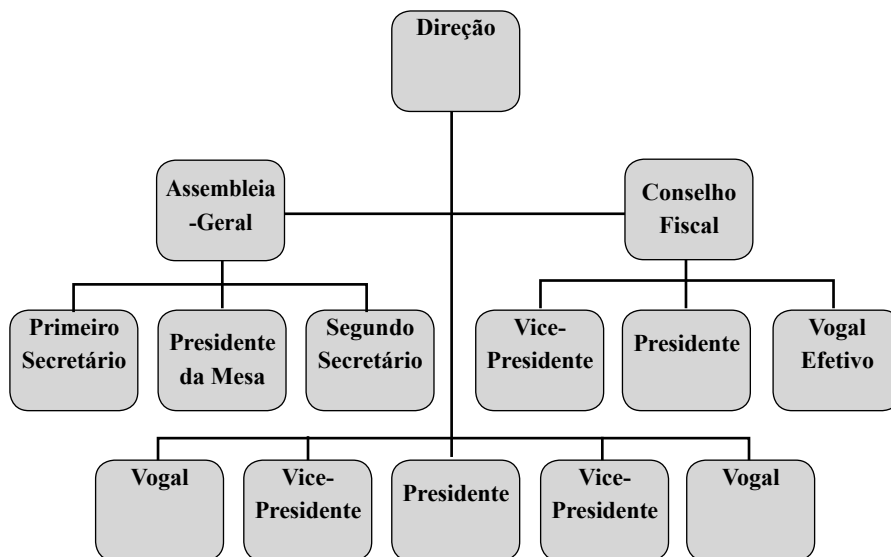 Direção
Assembleia
-Geral
Conselho
Fiscal
Primeiro
Secretário
Presidente
da Mesa
Segundo
Secretário
Vice-
Presidente
Presidente
Vogal
Efetivo
Vogal
Vice-
Presidente
Presidente
Vice-
Presidente
Vogal